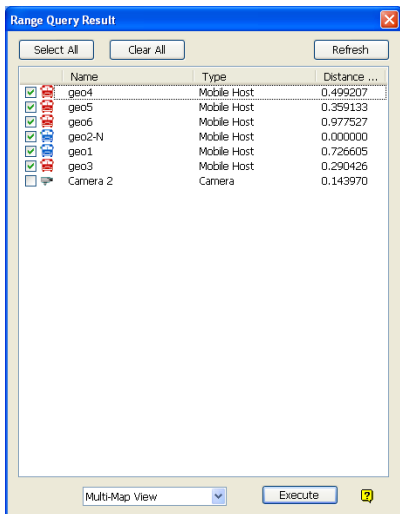 Range Query Result
Select All Clear All Refresh
Name Type Distance ...
geo4 Mobile Host 0.499207
geo5 Mobile Host 0.359133
geo6 Mobile Host 0.977527
geo2-N Mobile Host 0.000000
geo1 Mobile Host 0.726605
geo3 Mobile Host 0.290426
Camera 2 Camera 0.143970
Multi-Map View Execute ?